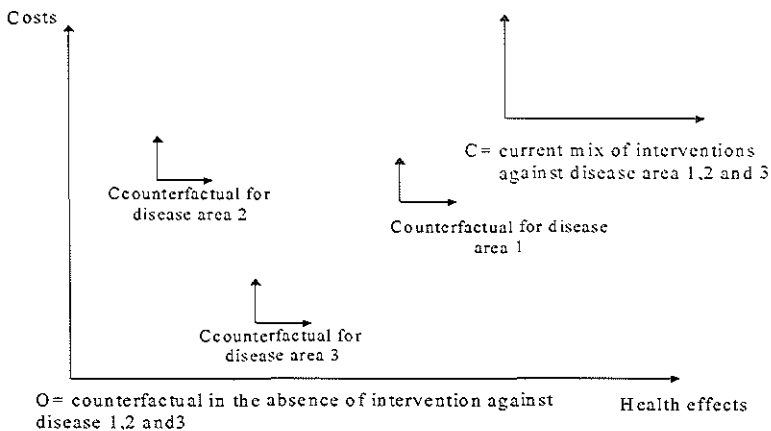 Costs
C= current mix of interventions
against disease area 1,2 and 3
Ccounterfactual for
disease area 2
Counterfactual for disease
area 1
Ccounterfactual for
disease area 3
O= counterfactual in the absence of intervention against
disease 1,2 and3
Health effects